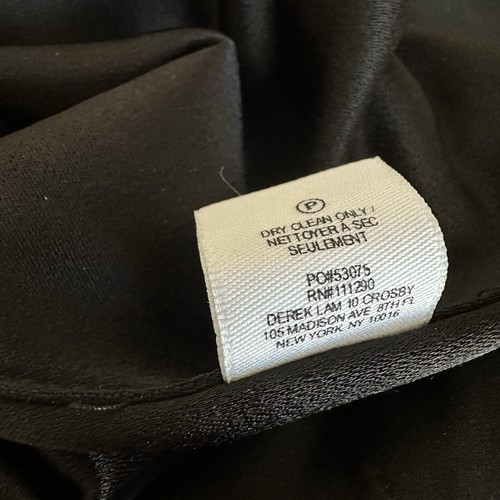 P
DRY CLEAN ONLY /
NETTOYER A SEC
SEULEMENT
PO#53075
RN#111290
DEREK LAM 10 CROSBY
105 MADISON AVE 8TH FL
NEW YORK, NY 10016